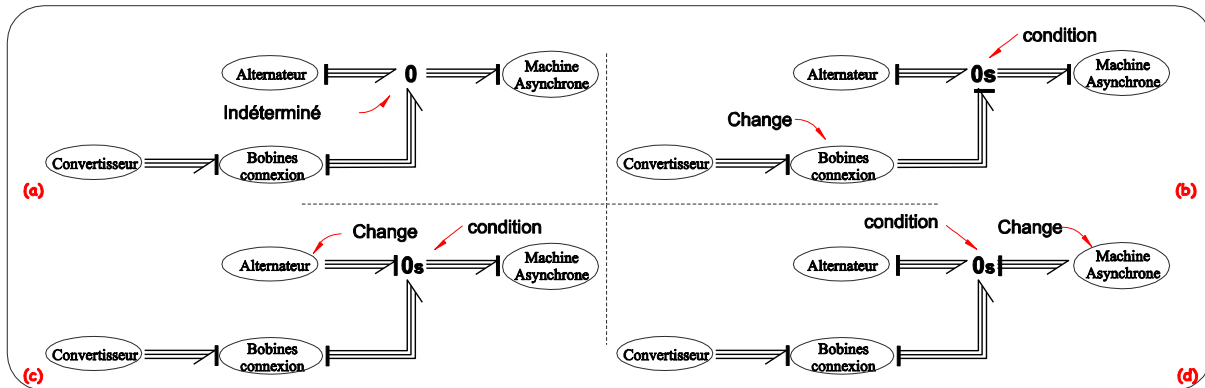 Alternateur
0
Machine
Asynchrone
Indéterminé
Convertisseur
Bobines
connexion
(a)
condition
Alternateur
0s
Machine
Asynchrone
Change
Convertisseur
Bobines
connexion
(b)
Change
condition
Alternateur
0s
Machine
Asynchrone
Convertisseur
Bobines
connexion
(c)
condition
Change
Alternateur
0s
Machine
Asynchrone
Convertisseur
Bobines
connexion
(d)